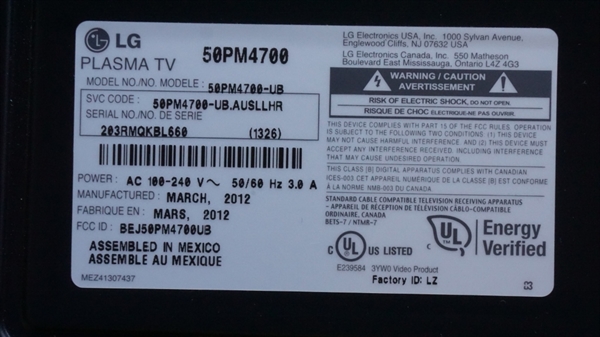 LG
50PM4700
PLASMA TV
MODEL NO./NO. MODELE : 50PM4700-UB
SVC CODE : 50PM4700-UB.AUSLLHR
SERIAL NO./NO. DE SERIE
203RMQKBL660 (1326)
POWER : AC 100-240 V～ 50/60 Hz 3.0 A
MANUFACTURED : MARCH, 2012
FABRIQUE EN : MARS, 2012
FCC ID : BEJ50PM4700UB
ASSEMBLED IN MEXICO
ASSEMBLE AU MEXIQUE
MEZ41307437
LG Electronics USA, Inc. 1000 Sylvan Avenue,
Englewood Cliffs, NJ 07632 USA
LG Electronics Canada, Inc. 550 Matheson
Boulevard East Mississauga, Ontario L4Z 4G3
WARNING / CAUTION
AVERTISSEMENT
RISK OF ELECTRIC SHOCK, DO NOT OPEN.
RISQUE DE CHOC ELECTRIQUE-NE PAS OUVRIR
THIS DEVICE COMPLIES WITH PART 15 OF THE FCC RULES. OPERATION
IS SUBJECT TO THE FOLLOWING TWO CONDITIONS: (1) THIS DEVICE
MAY NOT CAUSE HARMFUL INTERFERENCE, AND (2) THIS DEVICE MUST
ACCEPT ANY INTERFERENCE RECEIVED, INCLUDING INTERFERENCE
THAT MAY CAUSE UNDESIRED OPERATION.
THIS CLASS [B] DIGITAL APPARATUS COMPLIES WITH CANADIAN
ICES-003 CET APPAREIL NUMÉRIQUE DE LA CLASSE [B] EST CONFORME
À LA NORME NMB-003 DU CANADA.
STANDARD CABLE COMPATIBLE TELEVISION RECEIVING APPARATUS
- APPAREIL DE RÉCEPTION DE TÉLÉVISION CÂBLO-COMPATIBLE
ORDINAIRE, CANADA
BETS-7 / NTMR-7
C UL US LISTED
E239584 3YW0 Video Product
UL Energy
Verified
Factory ID: LZ